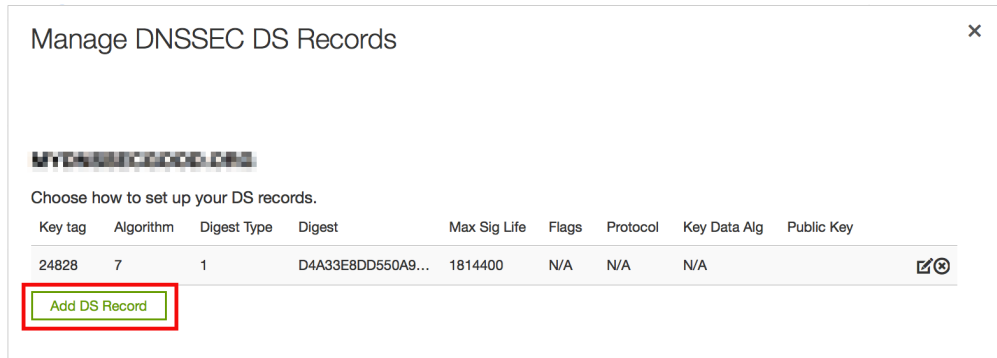 Manage DNSSEC DS Records
Choose how to set up your DS records.
Key tag Algorithm Digest Type Digest Max Sig Life Flags Protocol Key Data Alg Public Key
24828 7 1 D4A33E8DD550A9... 1814400 N/A N/A N/A
Add DS Record